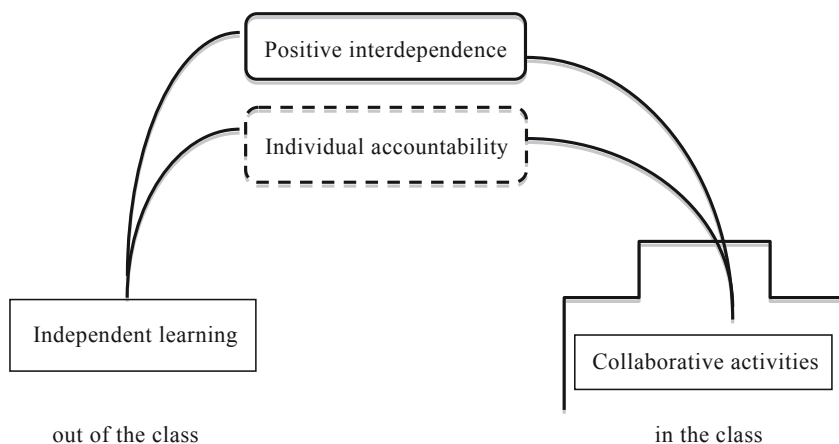 Positive interdependence
Individual accountability
Independent learning
Collaborative activities
out of the class
in the class